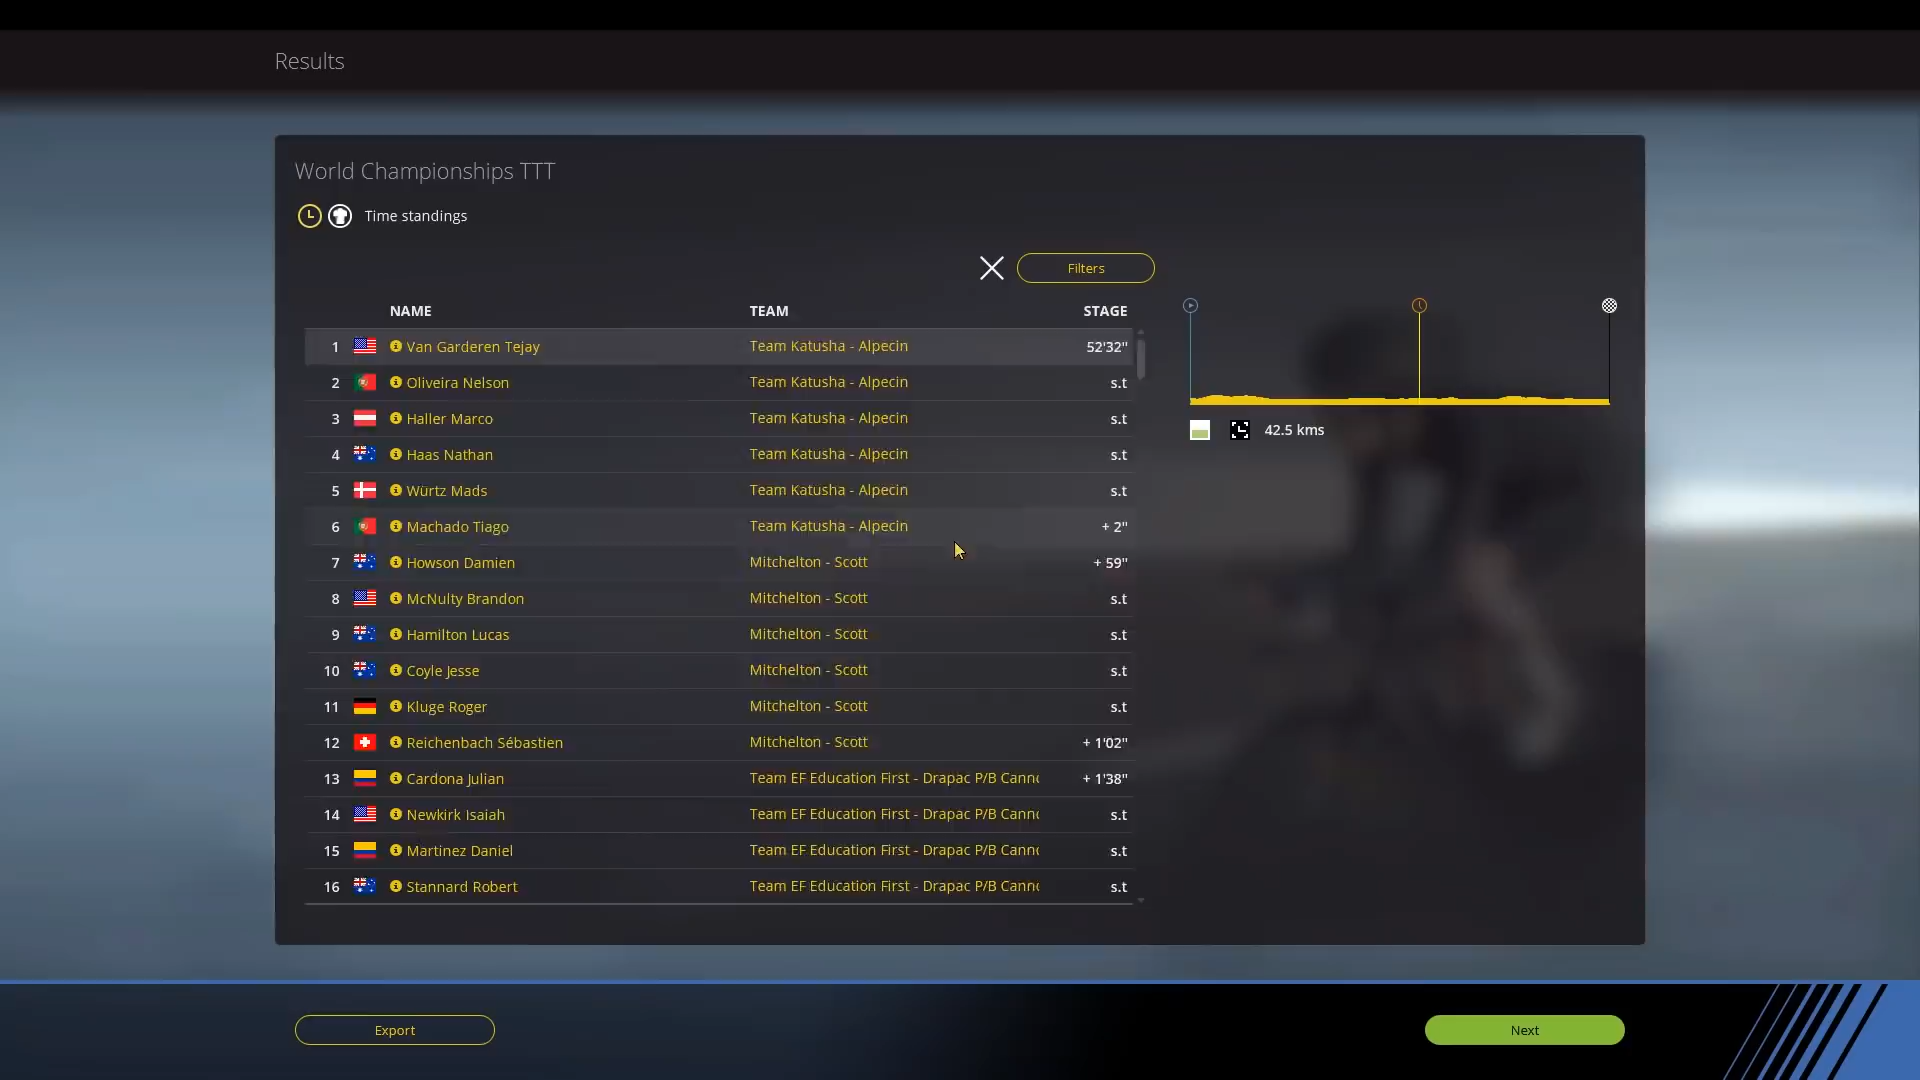 Results
World Championships TTT
Time standings
Filters
NAME TEAM STAGE
1 Van Garderen Tejay Team Katusha - Alpecin 52'32"
2 Oliveira Nelson Team Katusha - Alpecin s.t
3 Haller Marco Team Katusha - Alpecin s.t
4 Haas Nathan Team Katusha - Alpecin s.t
5 Würtz Mads Team Katusha - Alpecin s.t
6 Machado Tiago Team Katusha - Alpecin + 2"
7 Howson Damien Mitchelton - Scott + 59"
8 McNulty Brandon Mitchelton - Scott s.t
9 Hamilton Lucas Mitchelton - Scott s.t
10 Coyle Jesse Mitchelton - Scott s.t
11 Kluge Roger Mitchelton - Scott s.t
12 Reichenbach Sébastien Mitchelton - Scott + 1'02"
13 Cardona Julian Team EF Education First - Drapac P/B Canno + 1'38"
14 Newkirk Isaiah Team EF Education First - Drapac P/B Canno s.t
15 Martinez Daniel Team EF Education First - Drapac P/B Canno s.t
16 Stannard Robert Team EF Education First - Drapac P/B Canno s.t
42.5 kms
Export
Next